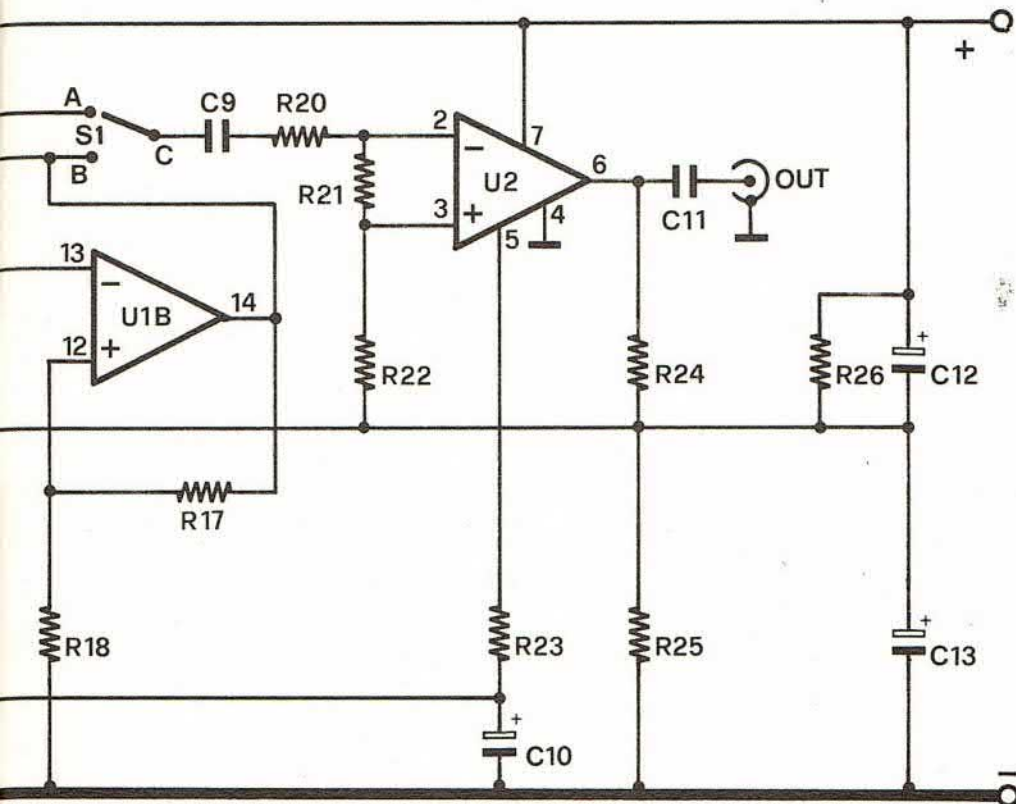 +
A
C9
R20
S1
B
C
2
7
−
U2
6
OUT
R21
3
+
5
4
C11
13
−
U1B
14
12
+
R22
R24
R26
+
C12
R17
R18
R23
R25
+
C13
+
C10
−